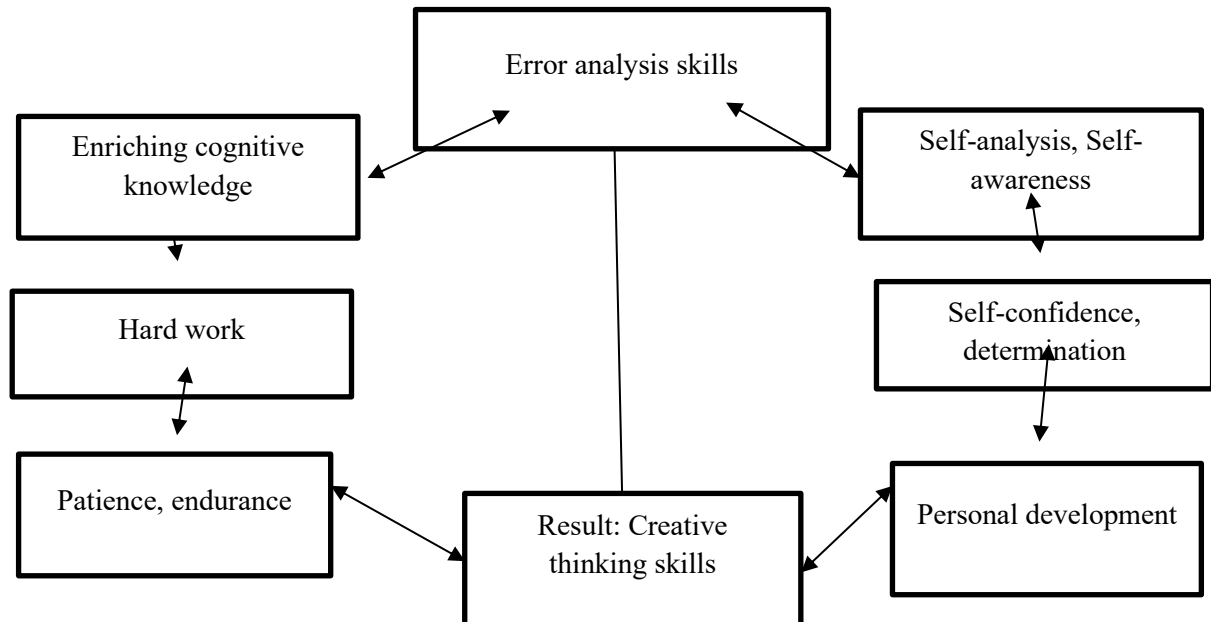 Error analysis skills
Enriching cognitive
knowledge
Self-analysis, Self-
awareness
Hard work
Self-confidence,
determination
Patience, endurance
Result: Creative
thinking skills
Personal development